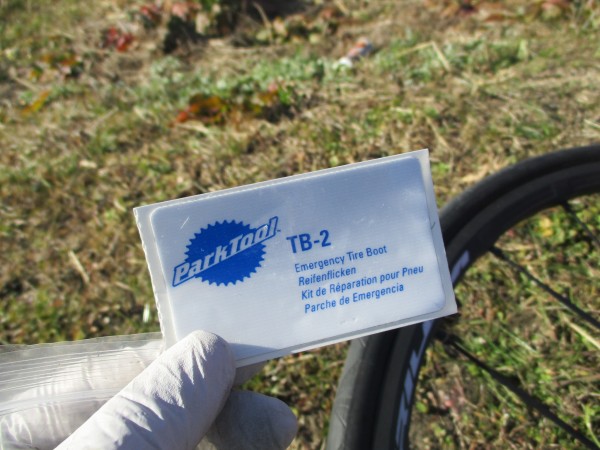 ParkTool
TB-2
Emergency Tire Boot
Reifenflicken
Kit de Réparation pour Pneu
Parche de Emergencia